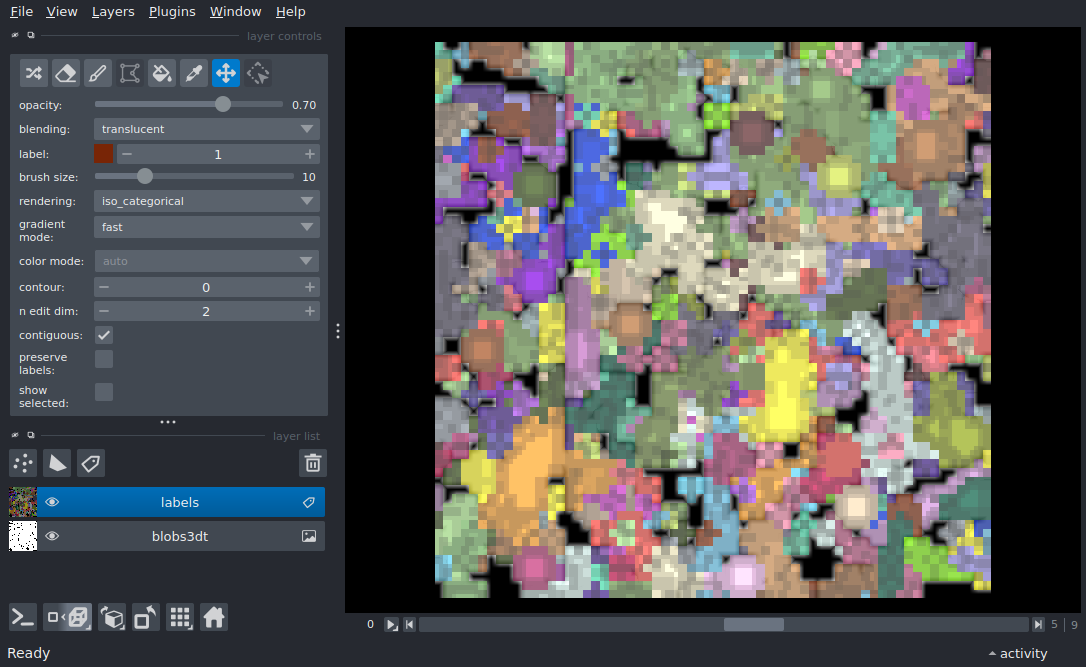 File View Layers Plugins Window Help
layer controls
opacity: 0.70
blending: translucent
label: 1
brush size: 10
rendering: iso_categorical
gradient
mode: fast
color mode: auto
contour: 0
n edit dim: 2
contiguous:
preserve
labels:
show
selected:
layer list
labels
blobs3dt
0 5 | 9
Ready activity